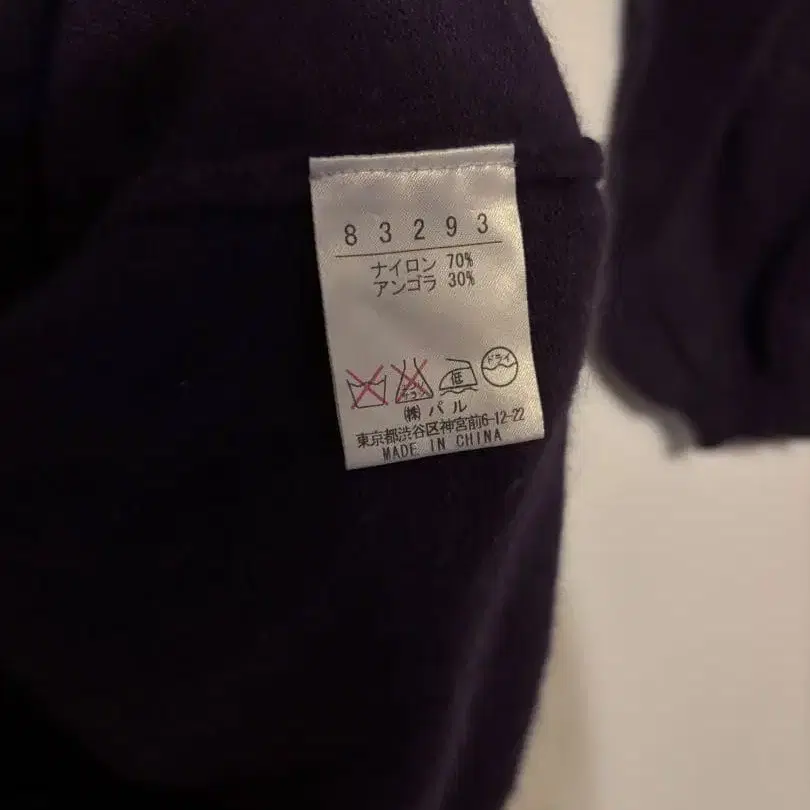 83293
ナイロン 70%
アンゴラ 30%
低 ドライ
㈱ パル
東京都渋谷区神宮前6-12-22
MADE IN CHINA